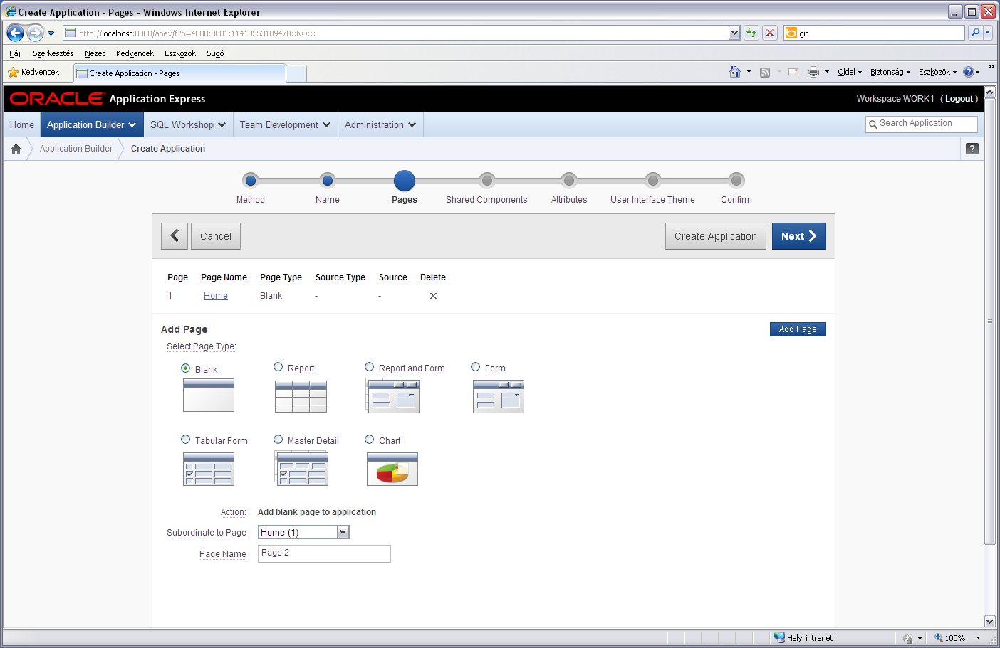 Create Application - Pages - Windows Internet Explorer
http://localhost:8080/apex/f?p=4000:3001:11418553109478::NO:::
git
Fájl Szerkesztés Nézet Kedvencek Eszközök Súgó
Kedvencek Create Application - Pages Oldal Biztonság Eszközök »
ORACLE Application Express Workspace WORK1 ( Logout )
Home Application Builder SQL Workshop Team Development Administration Search Application
Application Builder Create Application ?
Method Name Pages Shared Components Attributes User Interface Theme Confirm
Cancel Create Application Next
Page Page Name Page Type Source Type Source Delete
1 Home Blank - -
Add Page Add Page
Select Page Type:
Blank Report Report and Form Form
Tabular Form Master Detail Chart
Action: Add blank page to application
Subordinate to Page Home (1)
Page Name Page 2
Helyi intranet 100%